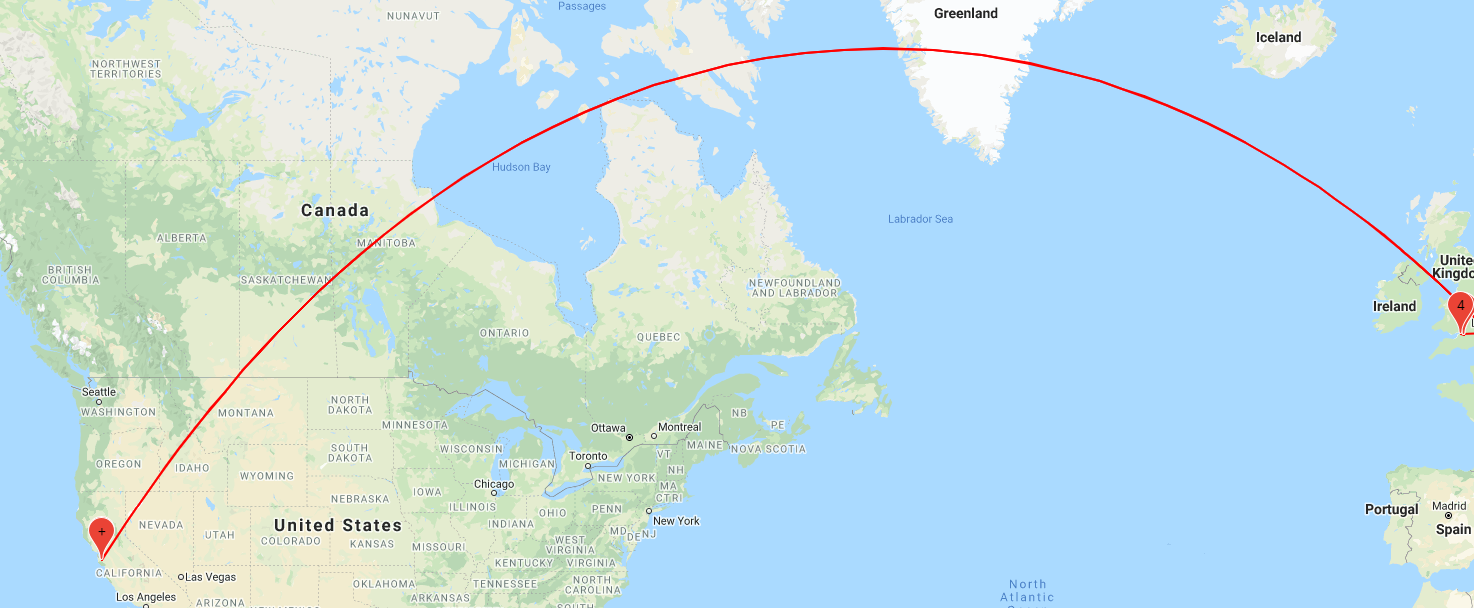 Passages
Greenland
NUNAVUT
Iceland
NORTHWEST
TERRITORIES
Hudson Bay
Canada
Labrador Sea
ALBERTA
MANITOBA
BRITISH
COLUMBIA
SASKATCHEWAN
United
Kingdo
NEWFOUNDLAND
AND LABRADOR
Ireland
4
ONTARIO
QUEBEC
Seattle
WASHINGTON
MONTANA
NORTH
DAKOTA
MINNESOTA
NB
PE
Ottawa
Montreal
OREGON
IDAHO
SOUTH
DAKOTA
WISCONSIN
MICHIGAN
Toronto
VT
MAINE
NOVA SCOTIA
WYOMING
NH
Chicago
NEW YORK
MA
CT
RI
NEBRASKA
IOWA
ILLINOIS
Portugal
Madrid
Spain
+
NEVADA
UTAH
United States
COLORADO
KANSAS
MISSOURI
INDIANA
OHIO
PENN
New York
MD
DE
NJ
WEST
VIRGINIA
KENTUCKY
VIRGINIA
CALIFORNIA
Las Vegas
OKLAHOMA
TENNESSEE
NORTH
CAROLINA
Los Angeles
ARIZONA
ARKANSAS
North
Atlantic